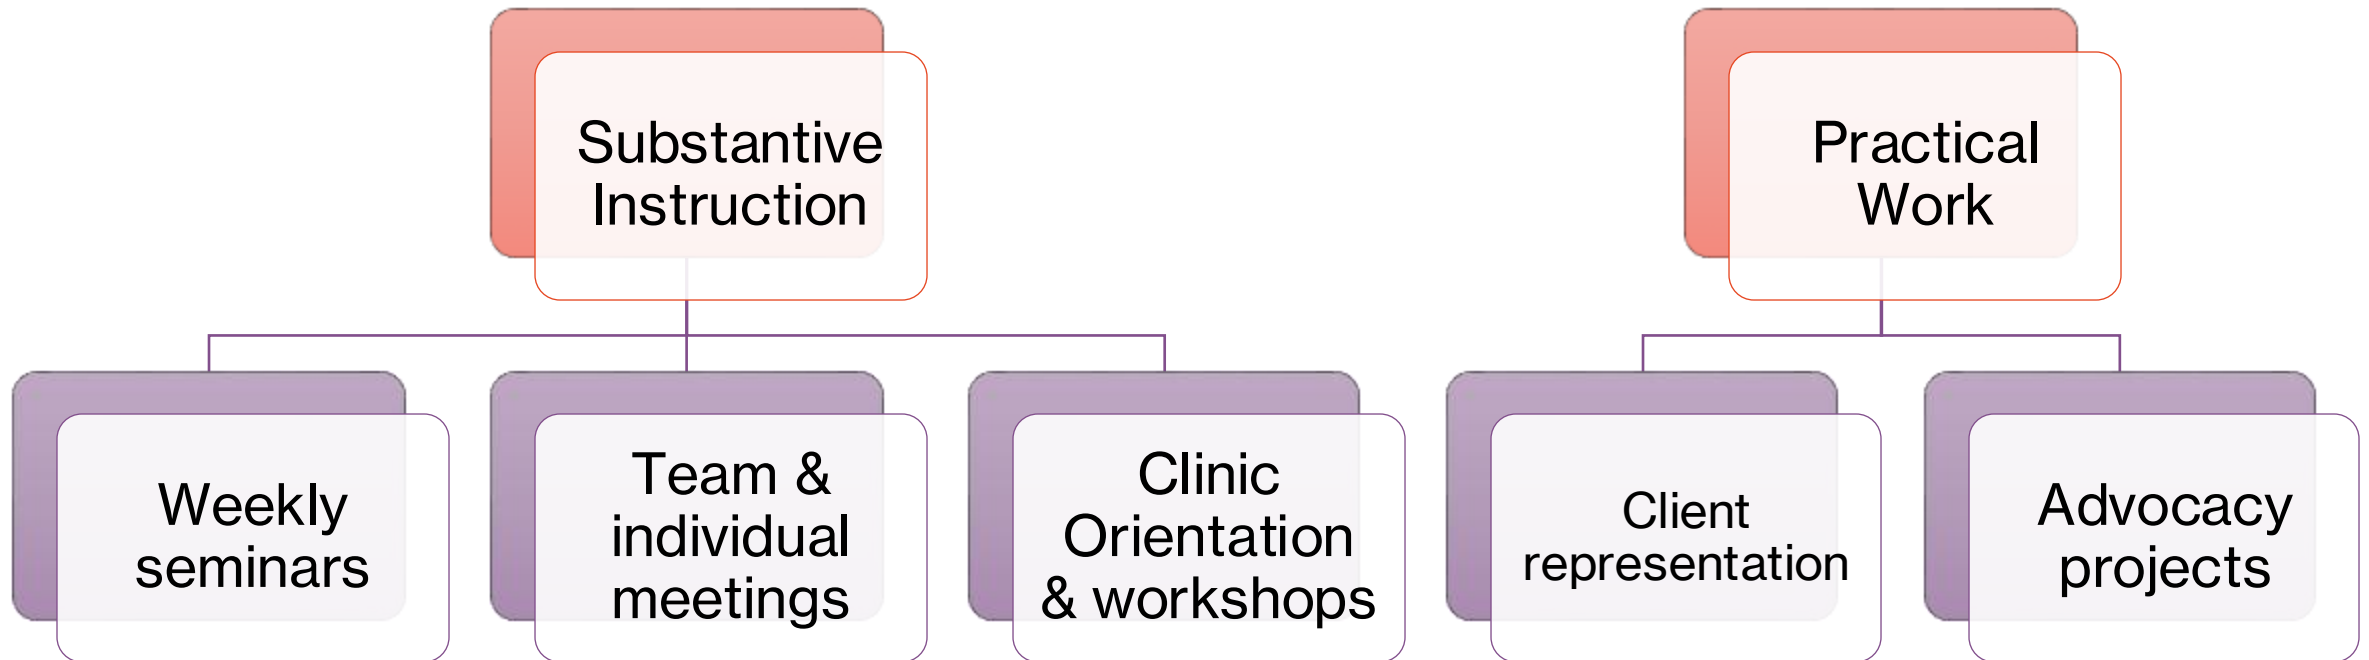 Substantive
Instruction
Practical
Work
Weekly
seminars
Team &
individual
meetings
Clinic
Orientation
& workshops
Client
representation
Advocacy
projects